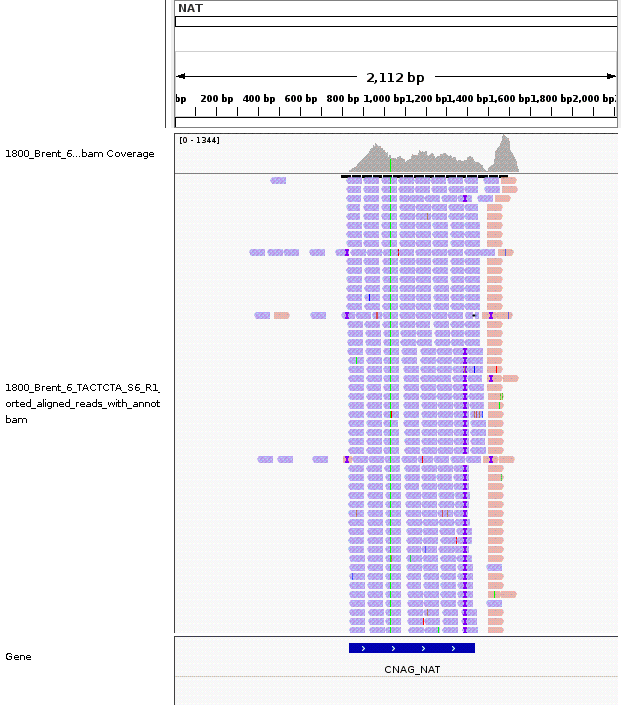 NAT
2,112 bp
bp 200 bp 400 bp 600 bp 800 bp 1,000 bp 1,200 bp 1,400 bp 1,600 bp 1,800 bp 2,000 bp
[0 - 1344]
1800_Brent_6...bam Coverage
1800_Brent_6_TACTCTA_S6_R1_
orted_aligned_reads_with_annot
bam
Gene
CNAG_NAT